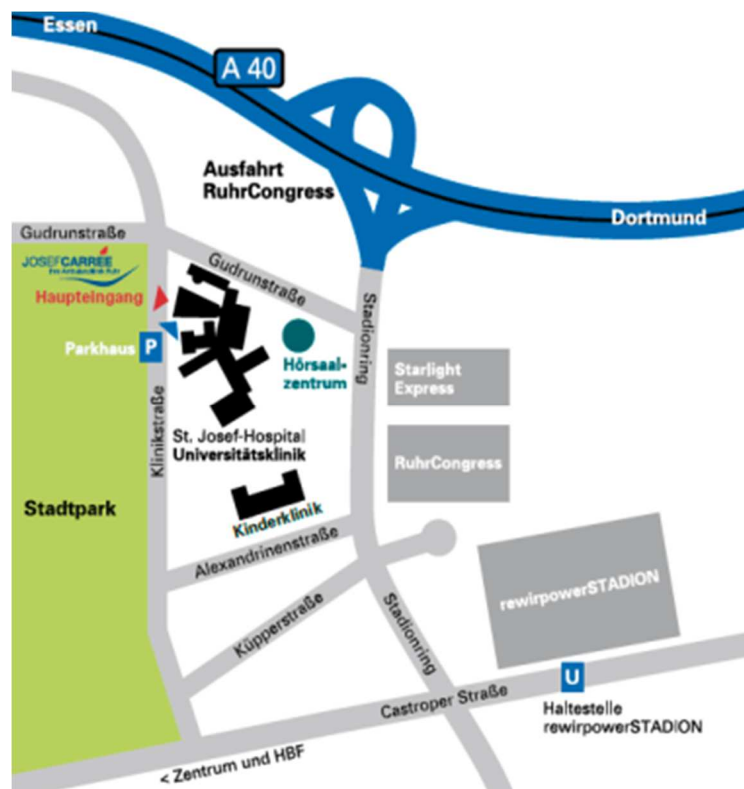 Essen
A 40
Ausfahrt
RuhrCongress
Dortmund
Gudrunstraße
JOSEFCARREÉ
Haupteingang
Gudrunstraße
Stadionring
Parkhaus
P
Hörsaal-
zentrum
Starlight
Express
Klinikstraße
St. Josef-Hospital
Universitätsklinik
RuhrCongress
Stadtpark
Kinderklinik
Alexandrinenstraße
rewirpowerSTADION
Küpperstraße
Stadionring
U
Castroper Straße
Haltestelle
rewirpowerSTADION
< Zentrum und HBF